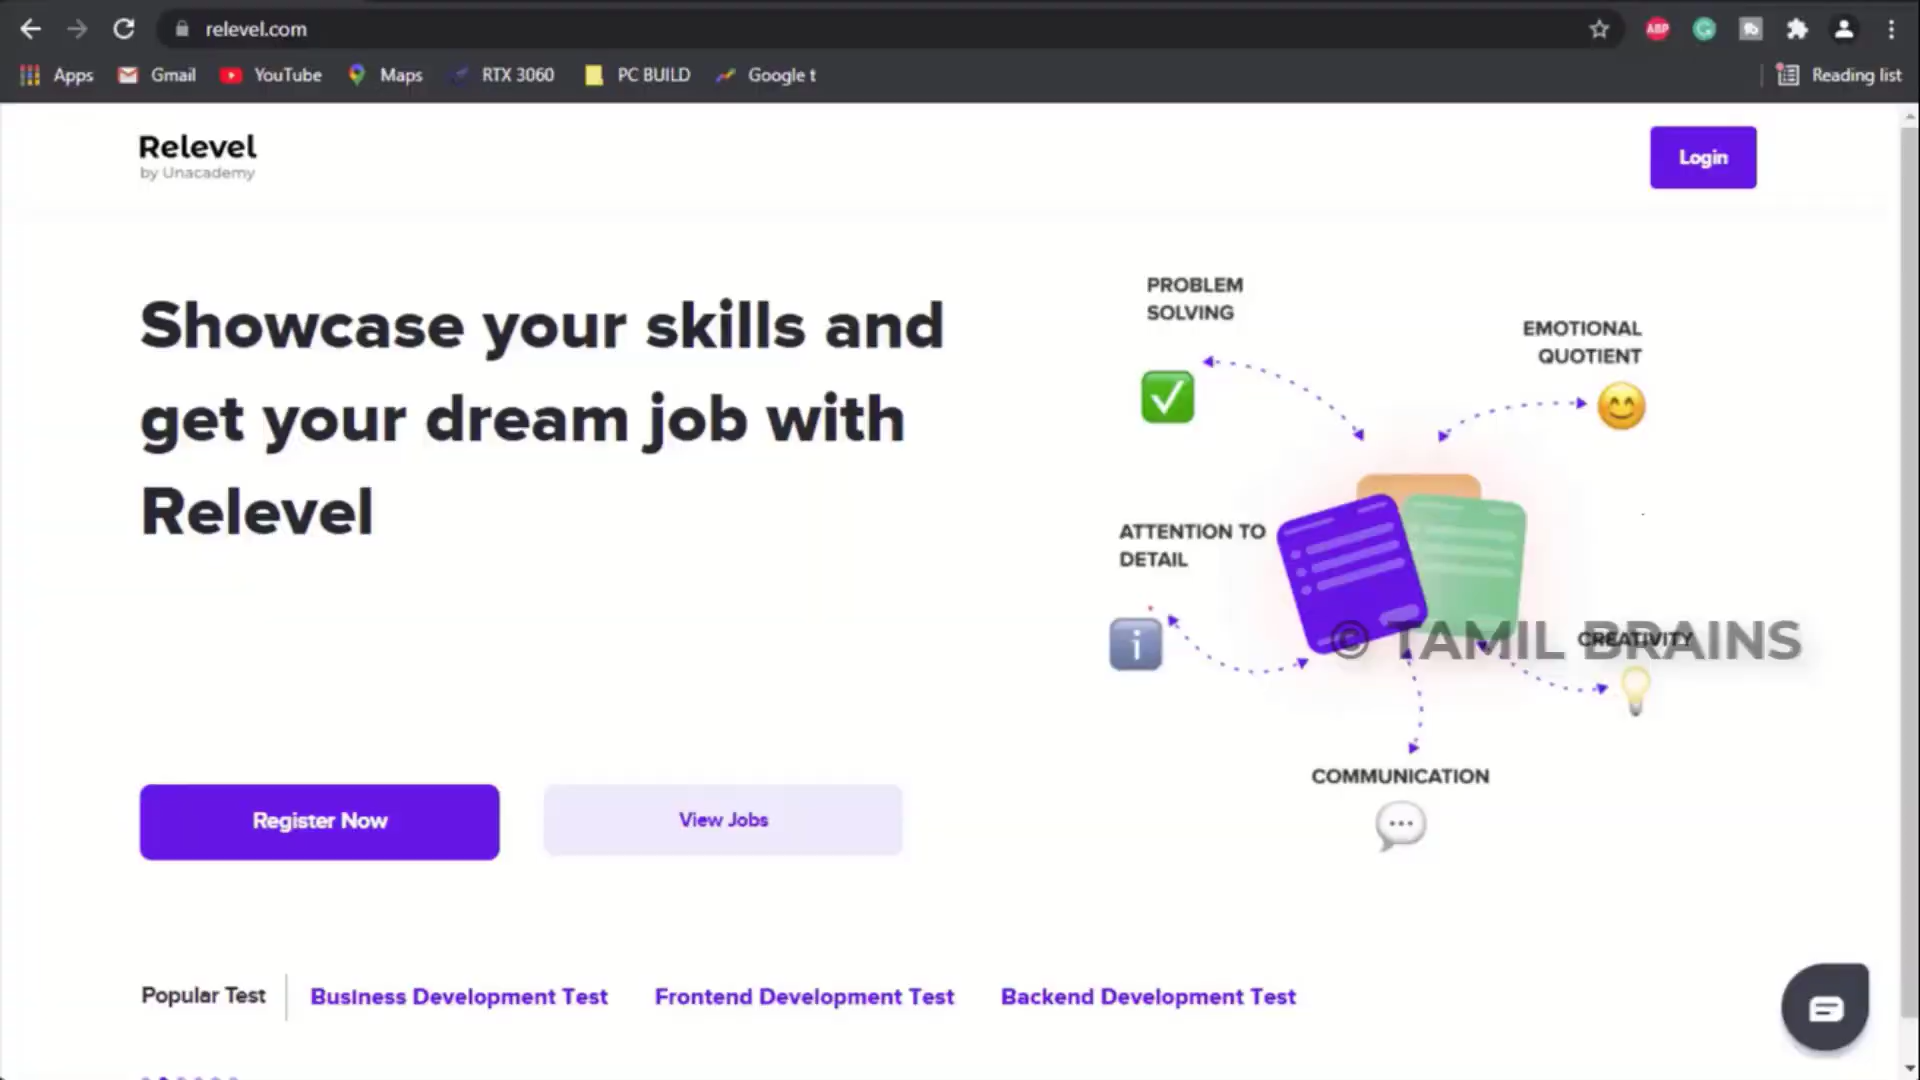 relevel.com
ABP
Apps Gmail YouTube Maps RTX 3060 PC BUILD Google t Reading list
Relevel
by Unacademy
Login
Showcase your skills and
get your dream job with
Relevel
PROBLEM
SOLVING
EMOTIONAL
QUOTIENT
ATTENTION TO
DETAIL
CREATIVITY
© TAMIL BRAINS
COMMUNICATION
Register Now
View Jobs
Popular Test
Business Development Test
Frontend Development Test
Backend Development Test